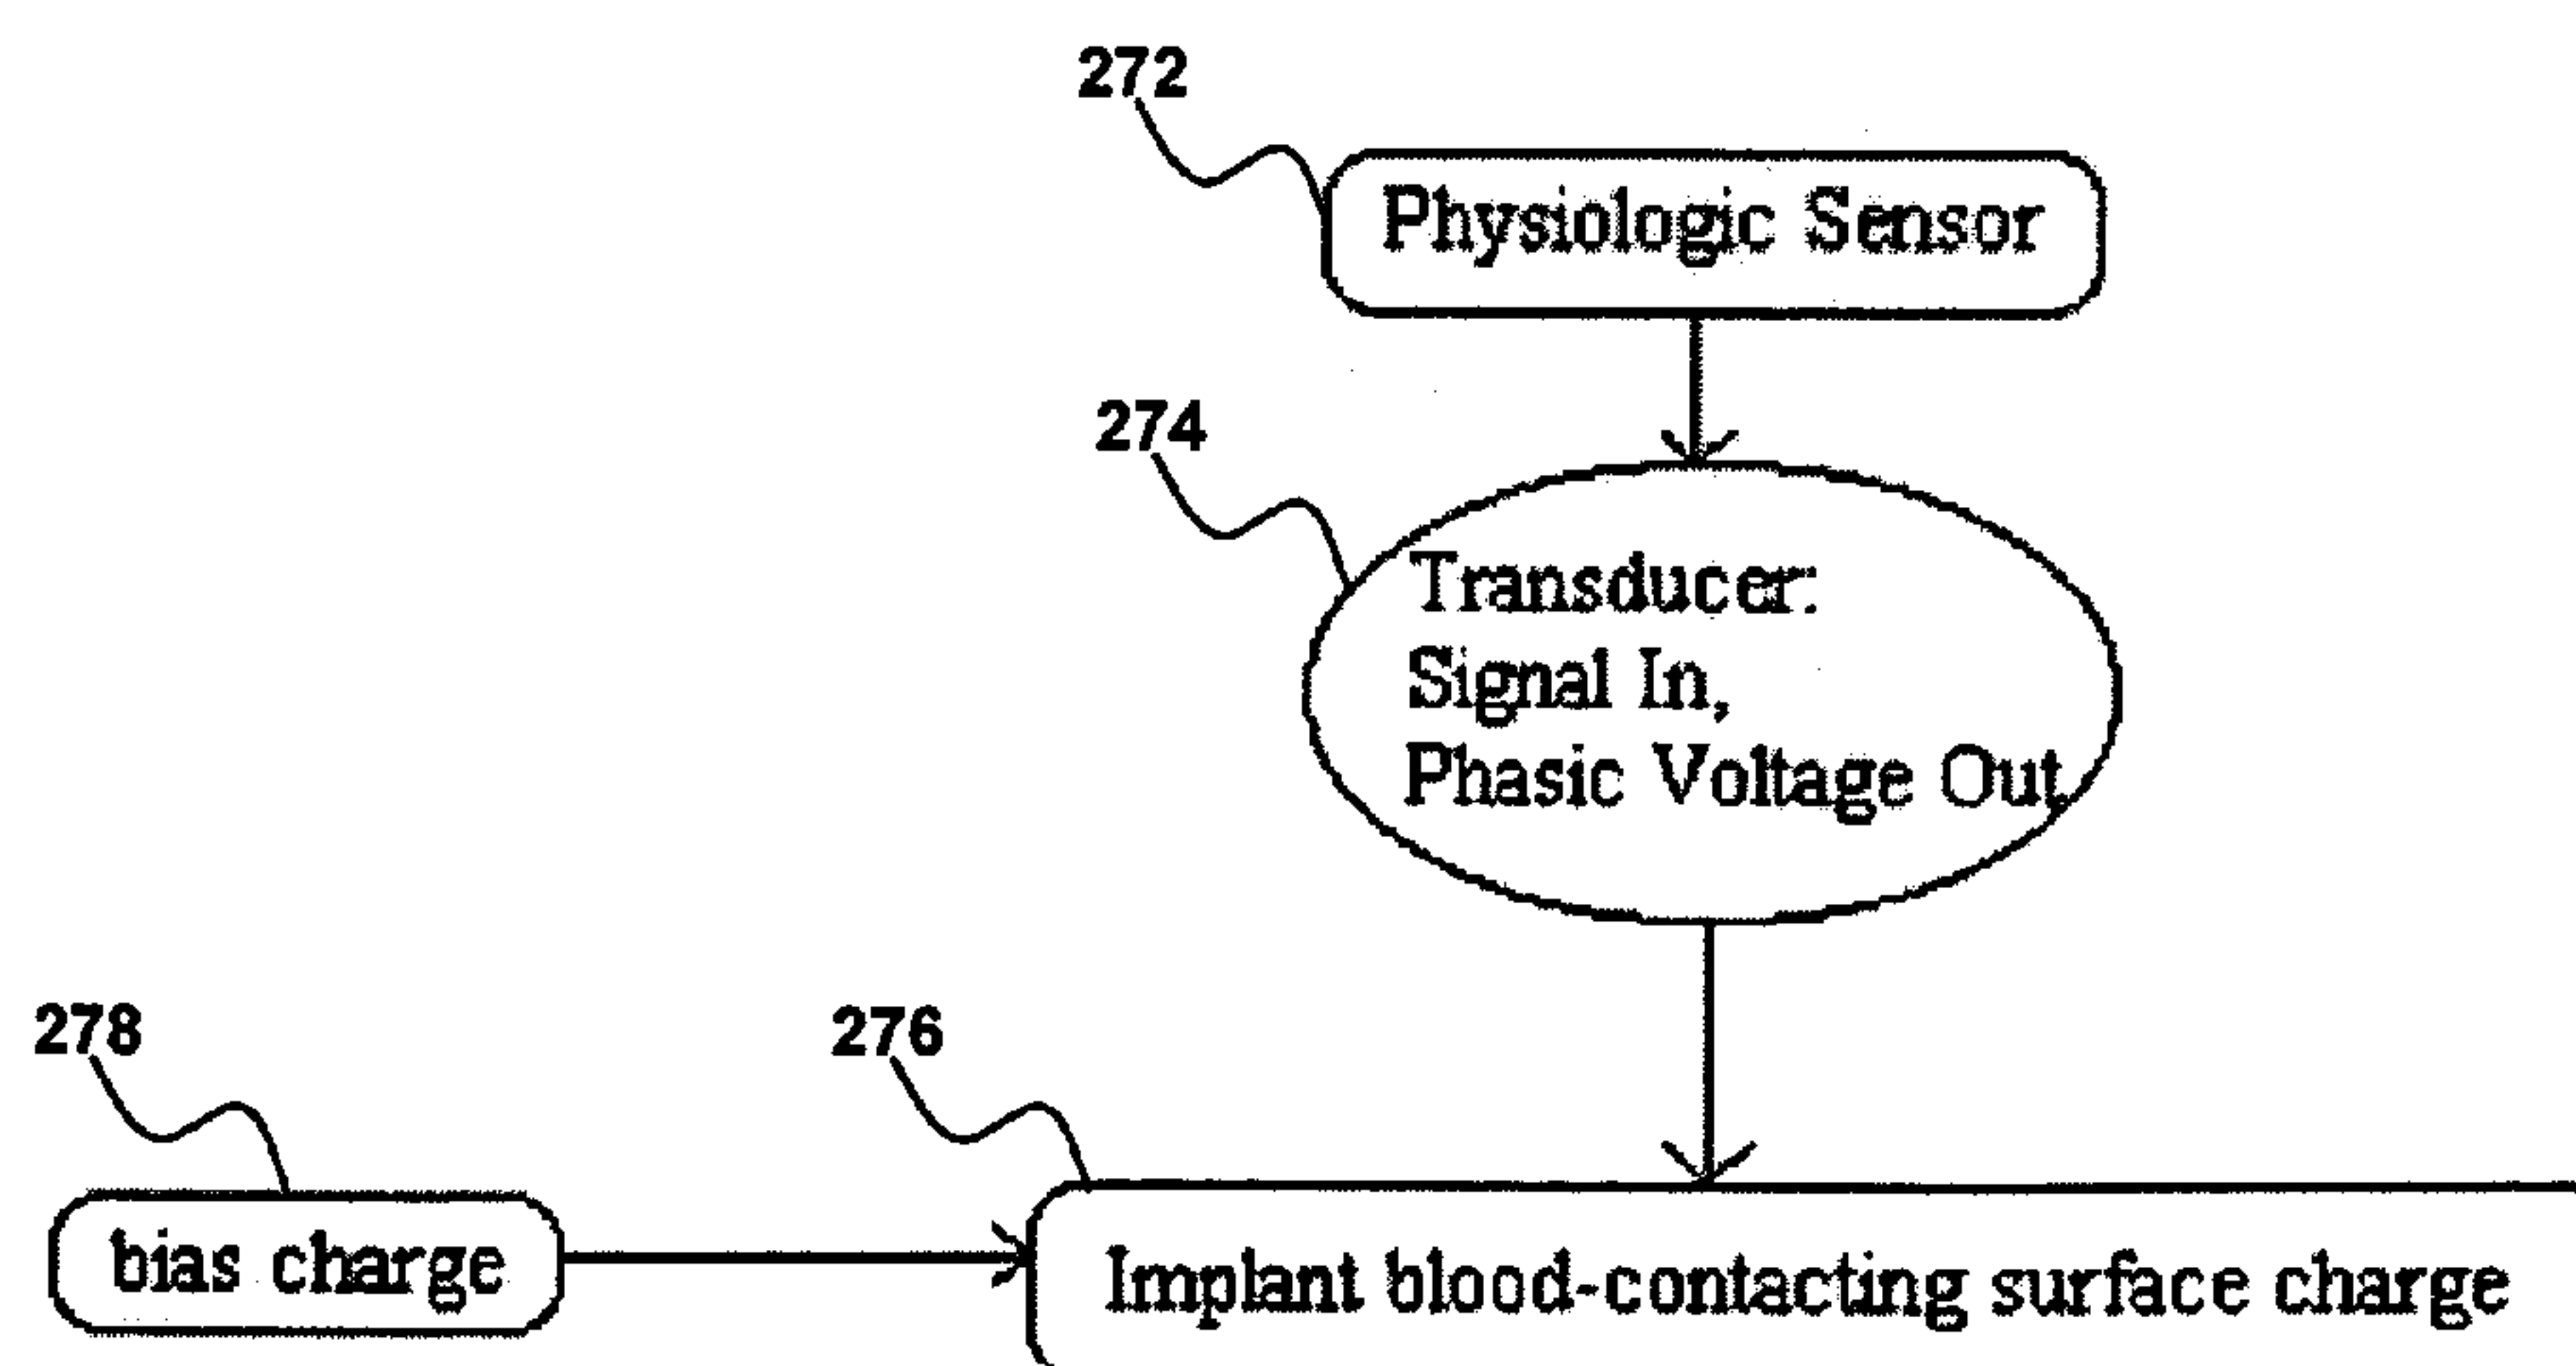 272
Physiologic Sensor
274
Transducer:
Signal In,
Phasic Voltage Out
278
276
bias charge
Implant blood-contacting surface charge